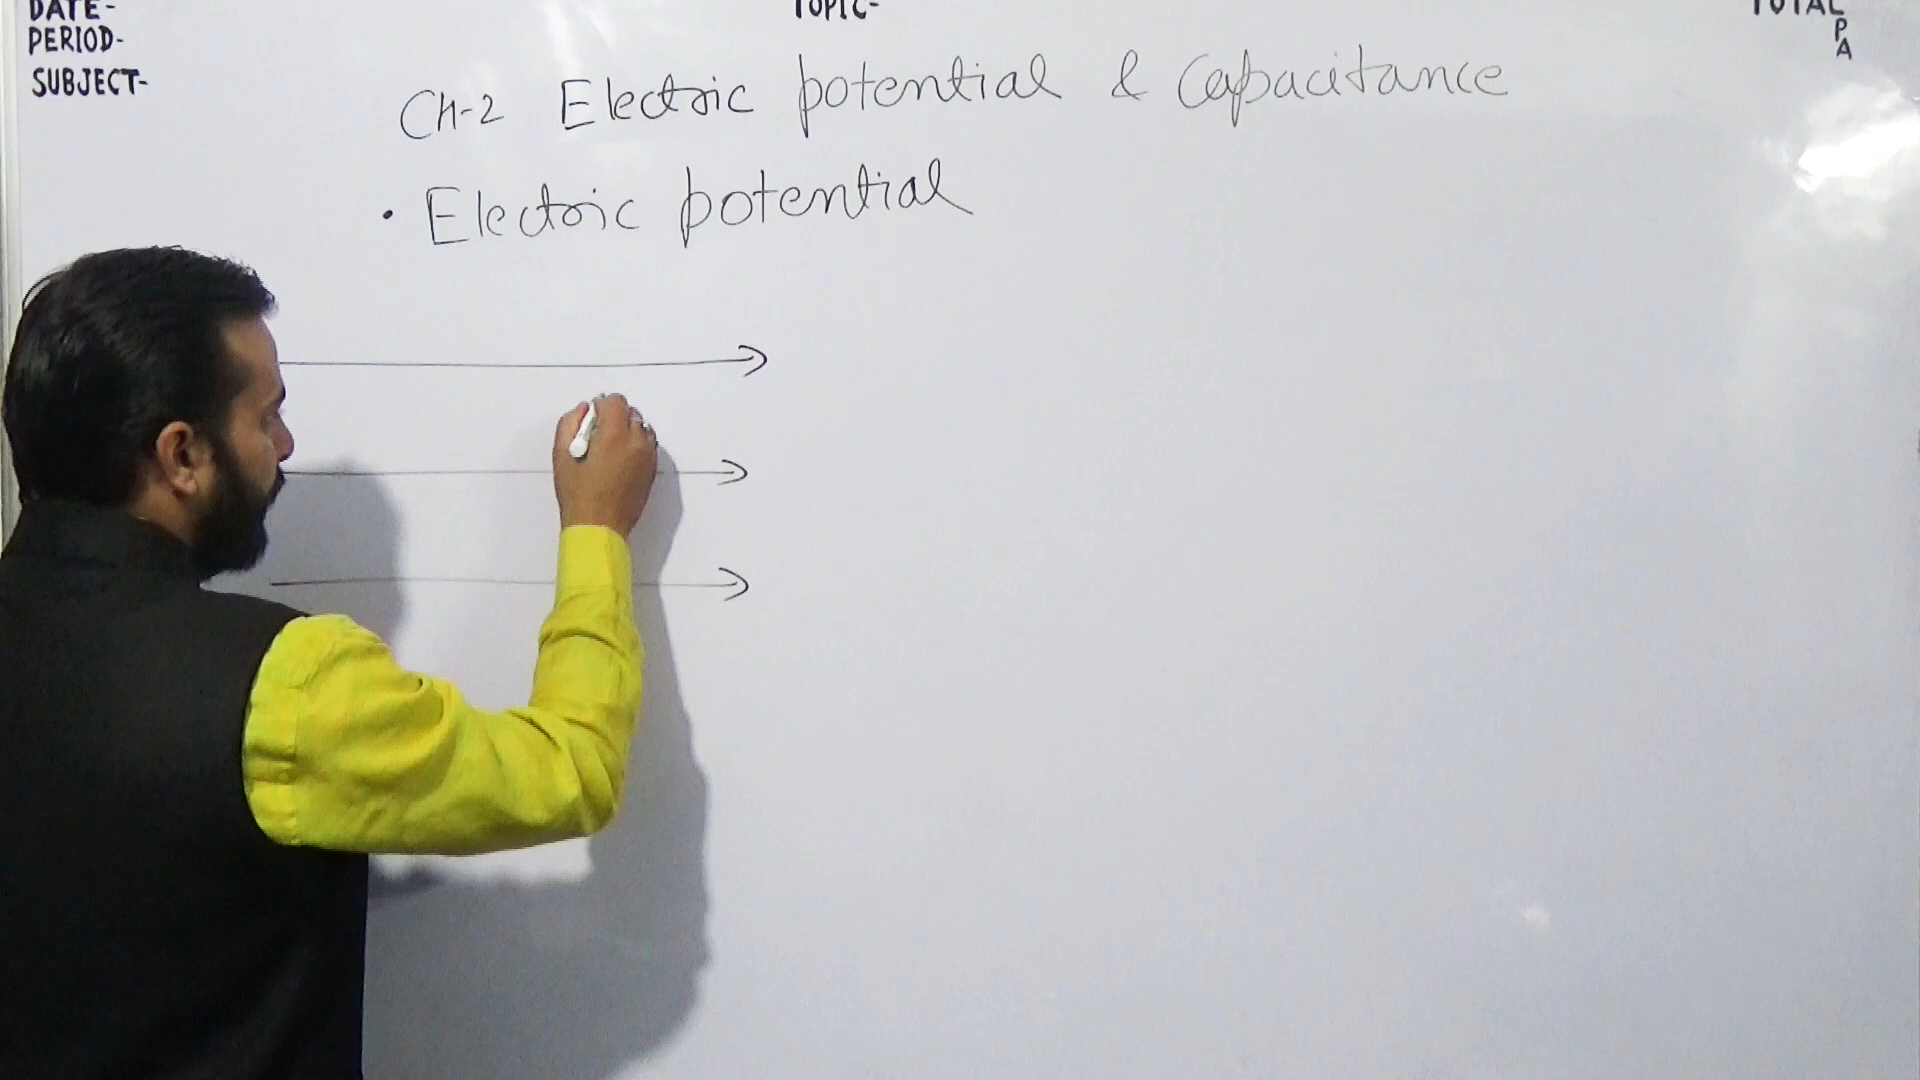 DATE-
PERIOD-
SUBJECT-
TOPIC-
TOTAL
P
A
Ch-2 Electric potential & Capacitance
• Electric potential